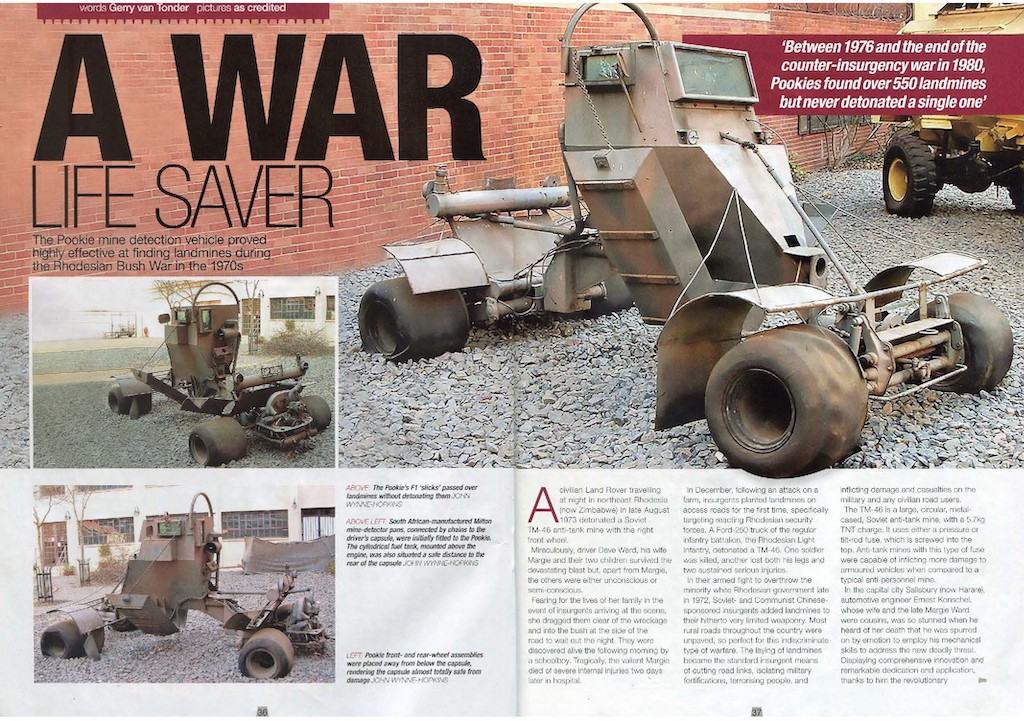 words Gerry van Tonder pictures as credited
A WAR
LIFE SAVER
The Pookie mine detection vehicle proved
highly effective at finding landmines during
the Rhodesian Bush War in the 1970s
'Between 1976 and the end of the
counter-insurgency war in 1980,
Pookies found over 550 landmines
but never detonated a single one'
ABOVE: The Pookie's F1 'slicks' passed over
landmines without detonating them JOHN
WYNNE-HOPKINS
ABOVE LEFT: South African-manufactured Milton
mine-detector pans, connected by chains to the
driver's capsule, were initially fitted to the Pookie.
The cylindrical fuel tank, mounted above the
engine, was also situated a safe distance to the
rear of the capsule JOHN WYNNE-HOPKINS
LEFT: Pookie front- and rear-wheel assemblies
were placed away from below the capsule,
rendering the capsule almost totally safe from
damage JOHN WYNNE-HOPKINS
A civilian Land Rover travelling
at night in northeast Rhodesia
(now Zimbabwe) in late August
1973 detonated a Soviet
TM-46 anti-tank mine with the right
front wheel.
Miraculously, driver Dave Ward, his wife
Margie and their two children survived the
devastating blast but, apart from Margie,
the others were either unconscious or
semi-conscious.
Fearing for the lives of her family in the
event of insurgents arriving at the scene,
she dragged them clear of the wreckage
and into the bush at the side of the
road to wait out the night. They were
discovered alive the following morning by
a schoolboy. Tragically, the valiant Margie
died of severe internal injuries two days
later in hospital.
In December, following an attack on a
farm, insurgents planted landmines on
access roads for the first time, specifically
targeting reacting Rhodesian security
forces. A Ford-250 truck of the regular
infantry battalion, the Rhodesian Light
Infantry, detonated a TM-46. One soldier
was killed, another lost both his legs and
two sustained serious injuries.
In their armed fight to overthrow the
minority white Rhodesian government late
in 1972, Soviet- and Communist Chinese-
sponsored insurgents added landmines to
their hitherto very limited weaponry. Most
rural roads throughout the country were
unpaved, so perfect for this indiscriminate
type of warfare. The laying of landmines
became the standard insurgent means
of cutting road links, isolating military
fortifications, terrorising people, and
inflicting damage and casualties on the
military and any civilian road users.
The TM-46 is a large, circular, metal-
cased, Soviet anti-tank mine, with a 5.7kg
TNT charge. It uses either a pressure or
tilt-rod fuse, which is screwed into the
top. Anti-tank mines with this type of fuse
were capable of inflicting more damage to
armoured vehicles when compared to a
typical anti-personnel mine.
In the capital city Salisbury (now Harare),
automotive engineer Ernest Konschel,
whose wife and the late Margie Ward
were cousins, was so stunned when he
heard of her death that he was spurred
on by emotion to employ his mechanical
skills to address the new deadly threat.
Displaying comprehensive innovation and
remarkable dedication and application,
thanks to him the revolutionary
36
37